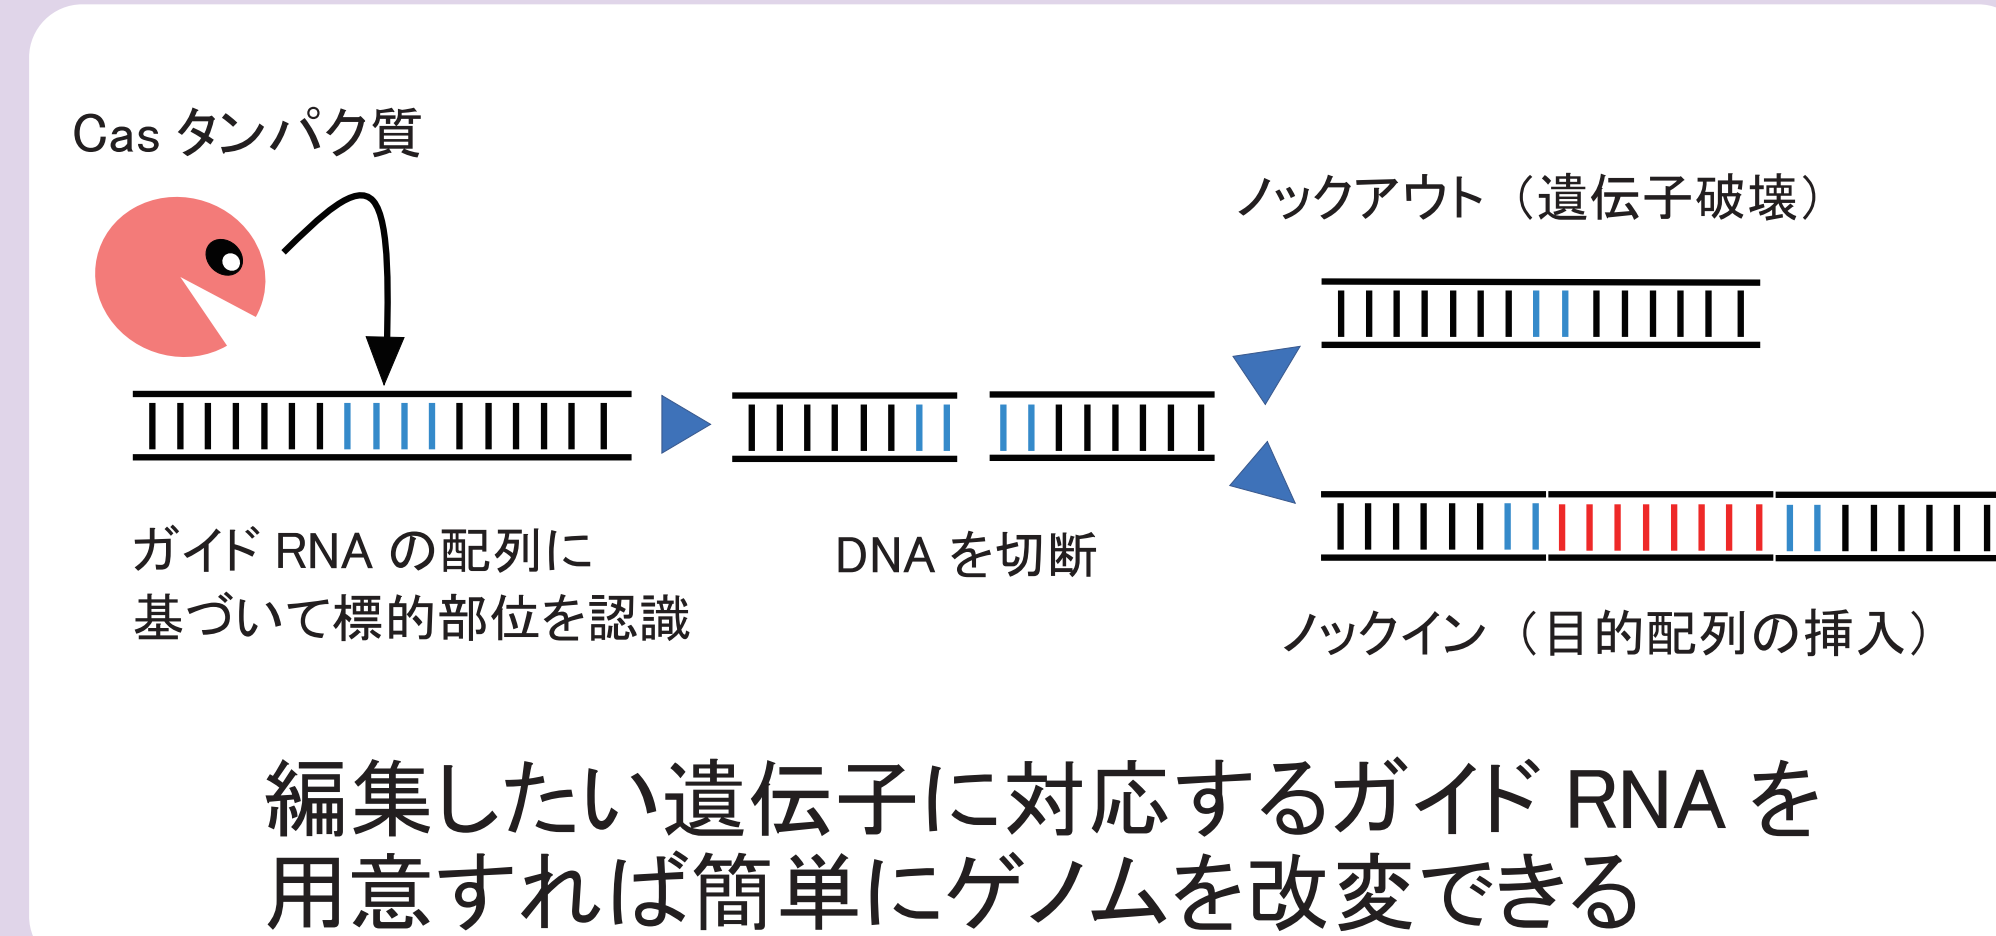 Cas タンパク質
ノックアウト（遺伝子破壊）
ガイド RNA の配列に
基づいて標的部位を認識
DNA を切断
ノックイン（目的配列の挿入）
編集したい遺伝子に対応するガイド RNA を
用意すれば簡単にゲノムを改変できる